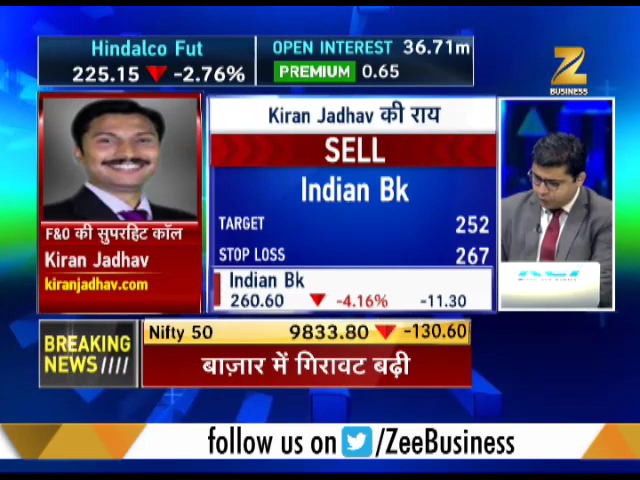 Hindalco Fut
225.15 ▼ -2.76%
OPEN INTEREST 36.71m
PREMIUM 0.65
Z
ZEE
BUSINESS
Kiran Jadhav की राय
SELL
Indian Bk
TARGET 252
STOP LOSS 267
Indian Bk
260.60 ▼ -4.16% -11.30
F&O की सुपरहिट कॉल
Kiran Jadhav
kiranjadhav.com
BREAKING
NEWS ////
Nifty 50 9833.80 ▼ -130.60
बाज़ार में गिरावट बढ़ी
follow us on /ZeeBusiness